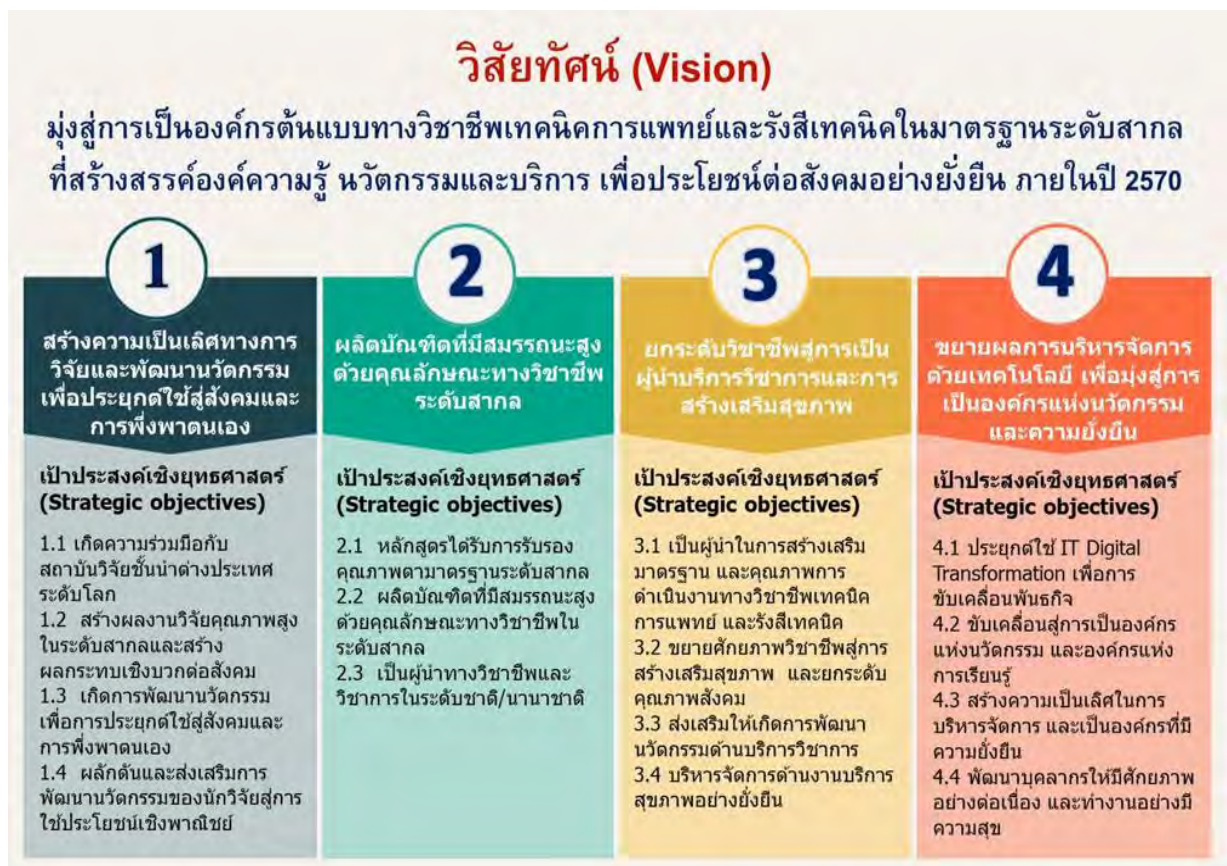 วิสัยทัศน์ (Vision)
มุ่งสู่การเป็นองค์กรต้นแบบทางวิชาชีพเทคนิคการแพทย์และรังสีเทคนิคในมาตรฐานระดับสากล
ที่สร้างสรรค์องค์ความรู้ นวัตกรรมและบริการ เพื่อประโยชน์ต่อสังคมอย่างยั่งยืน ภายในปี 2570
1
สร้างความเป็นเลิศทางการ
วิจัยและพัฒนานวัตกรรม
เพื่อประยุกต์ใช้สู่สังคมและ
การพึ่งพาตนเอง
เป้าประสงค์เชิงยุทธศาสตร์
(Strategic objectives)
1.1 เกิดความร่วมมือกับ
สถาบันวิจัยชั้นนำต่างประเทศ
ระดับโลก
1.2 สร้างผลงานวิจัยคุณภาพสูง
ในระดับสากลและสร้าง
ผลกระทบเชิงบวกต่อสังคม
1.3 เกิดการพัฒนานวัตกรรม
เพื่อการประยุกต์ใช้สู่สังคมและ
การพึ่งพาตนเอง
1.4 ผลักดันและส่งเสริมการ
พัฒนานวัตกรรมของนักวิจัยสู่การ
ใช้ประโยชน์เชิงพาณิชย์
2
ผลิตบัณฑิตที่มีสมรรถนะสูง
ด้วยคุณลักษณะทางวิชาชีพ
ระดับสากล
เป้าประสงค์เชิงยุทธศาสตร์
(Strategic objectives)
2.1 หลักสูตรได้รับการรับรอง
คุณภาพตามาตรฐานระดับสากล
2.2 ผลิตบัณฑิตที่มีสมรรถนะสูง
ด้วยคุณลักษณะทางวิชาชีพใน
ระดับสากล
2.3 เป็นผู้นำทางวิชาชีพและ
วิชาการในระดับชาติ/นานาชาติ
3
ยกระดับวิชาชีพสู่การเป็น
ผู้นำบริการวิชาการและการ
สร้างเสริมสุขภาพ
เป้าประสงค์เชิงยุทธศาสตร์
(Strategic objectives)
3.1 เป็นผู้นำในการสร้างเสริม
มาตรฐาน และคุณภาพการ
ดำเนินงานทางวิชาชีพเทคนิค
การแพทย์ และรังสีเทคนิค
3.2 ขยายศักยภาพวิชาชีพสู่การ
สร้างเสริมสุขภาพ และยกระดับ
คุณภาพสังคม
3.3 ส่งเสริมให้เกิดการพัฒนา
นวัตกรรมด้านบริการวิชาการ
3.4 บริหารจัดการด้านงานบริการ
สุขภาพอย่างยั่งยืน
4
ขยายผลการบริหารจัดการ
ด้วยเทคโนโลยี เพื่อมุ่งสู่การ
เป็นองค์กรแห่งนวัตกรรม
และความยั่งยืน
เป้าประสงค์เชิงยุทธศาสตร์
(Strategic objectives)
4.1 ประยุกต์ใช้ IT Digital
Transformation เพื่อการ
ขับเคลื่อนพันธกิจ
4.2 ขับเคลื่อนสู่การเป็นองค์กร
แห่งนวัตกรรม และองค์กรแห่ง
การเรียนรู้
4.3 สร้างความเป็นเลิศในการ
บริหารจัดการ และเป็นองค์กรที่มี
ความยั่งยืน
4.4 พัฒนาบุคลากรให้มีศักยภาพ
อย่างต่อเนื่อง และทำงานอย่างมี
ความสุข